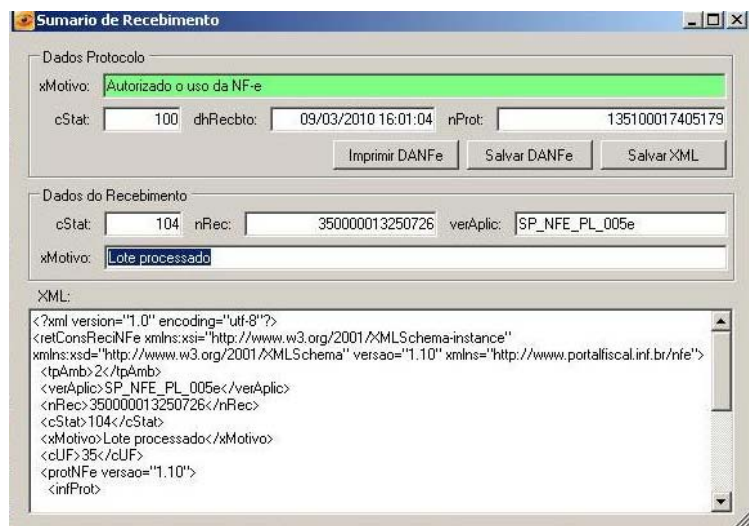 Sumario de Recebimento
Dados Protocolo
xMotivo: Autorizado o uso da NF-e
cStat: 100 dhRecbto: 09/03/2010 16:01:04 nProt: 135100017405179
Imprimir DANFe Salvar DANFe Salvar XML
Dados do Recebimento
cStat: 104 nRec: 350000013250726 verAplic: SP_NFE_PL_005e
xMotivo: Lote processado
XML:
<?xml version="1.0" encoding="utf-8"?>
<retConsReciNFe xmlns:xsi="http://www.w3.org/2001/XMLSchema-instance"
xmlns:xsd="http://www.w3.org/2001/XMLSchema" versao="1.10" xmlns="http://www.portalfiscal.inf.br/nfe">
<tpAmb>2</tpAmb>
<verAplic>SP_NFE_PL_005e</verAplic>
<nRec>350000013250726</nRec>
<cStat>104</cStat>
<xMotivo>Lote processado</xMotivo>
<cUF>35</cUF>
<protNFe versao="1.10">
<infProt>